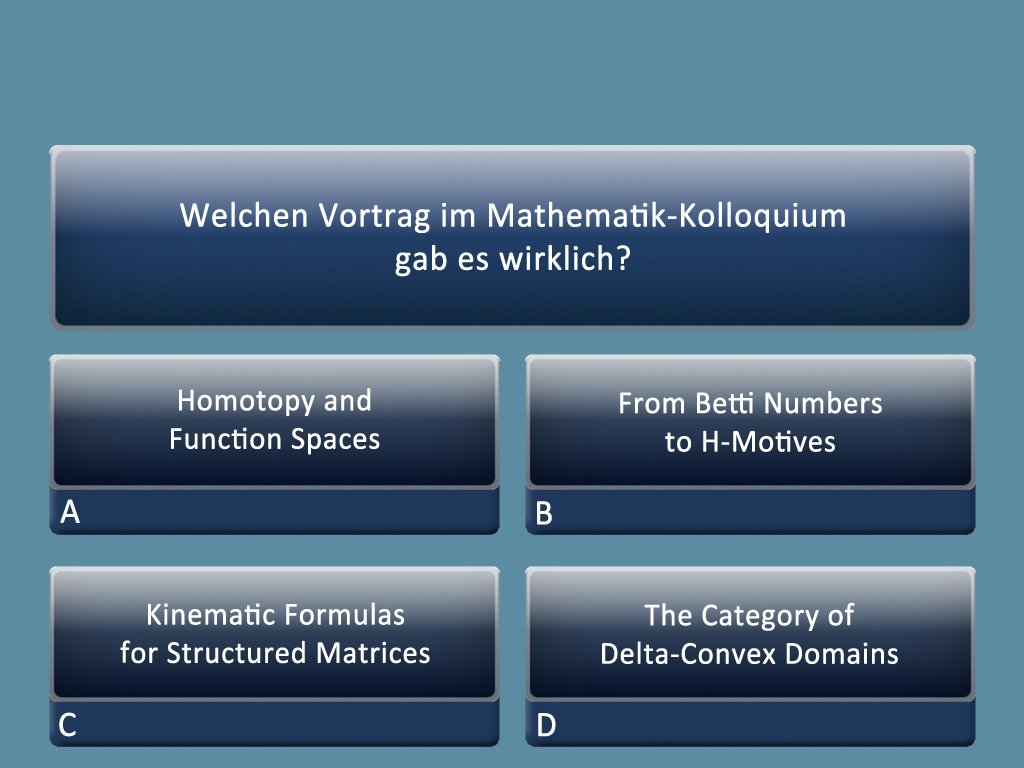 Welchen Vortrag im Mathematik-Kolloquium
gab es wirklich?
Homotopy and
Function Spaces
A
From Betti Numbers
to H-Motives
B
Kinematic Formulas
for Structured Matrices
C
The Category of
Delta-Convex Domains
D